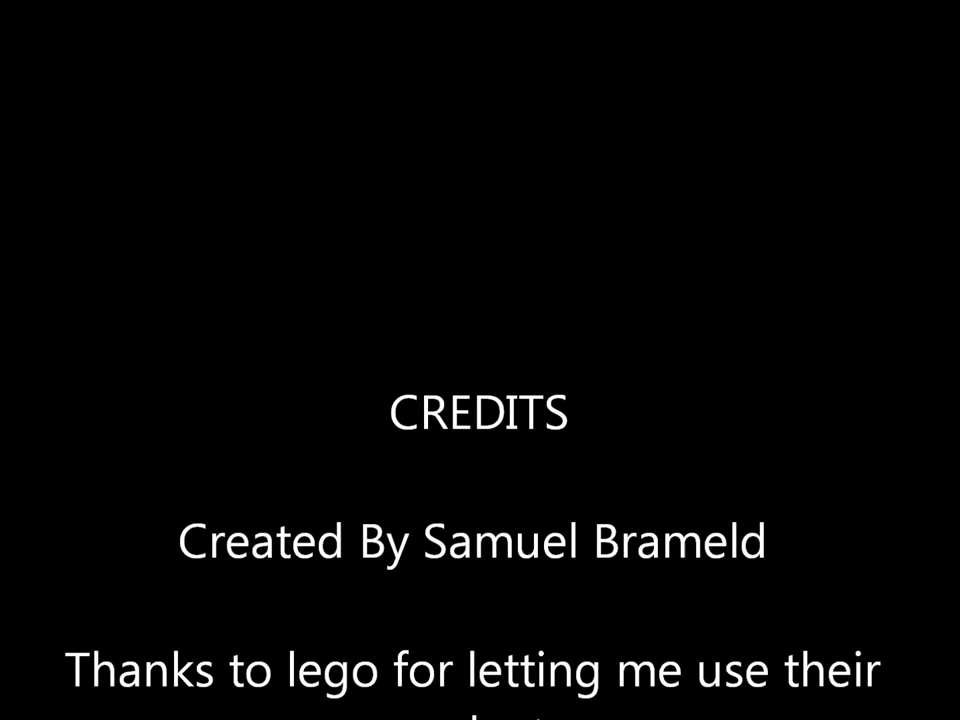 CREDITS
Created By Samuel Brameld
Thanks to lego for letting me use their